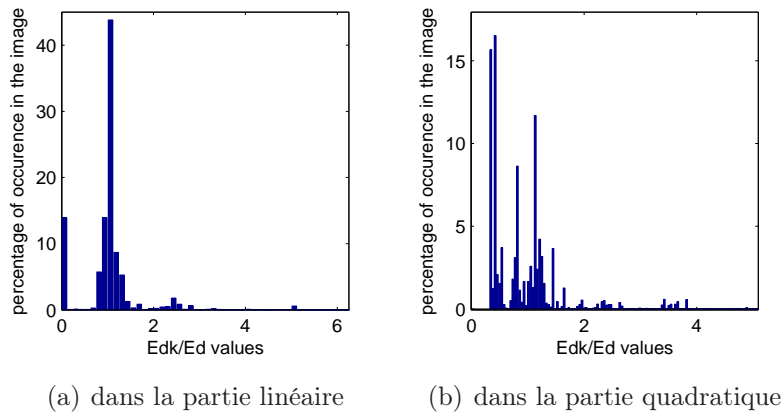 percentage of occurence in the image
40
30
20
10
0
0
2
4
6
Edk/Ed values
(a) dans la partie linéaire
percentage of occurence in the image
15
10
5
0
0
2
4
Edk/Ed values
(b) dans la partie quadratique